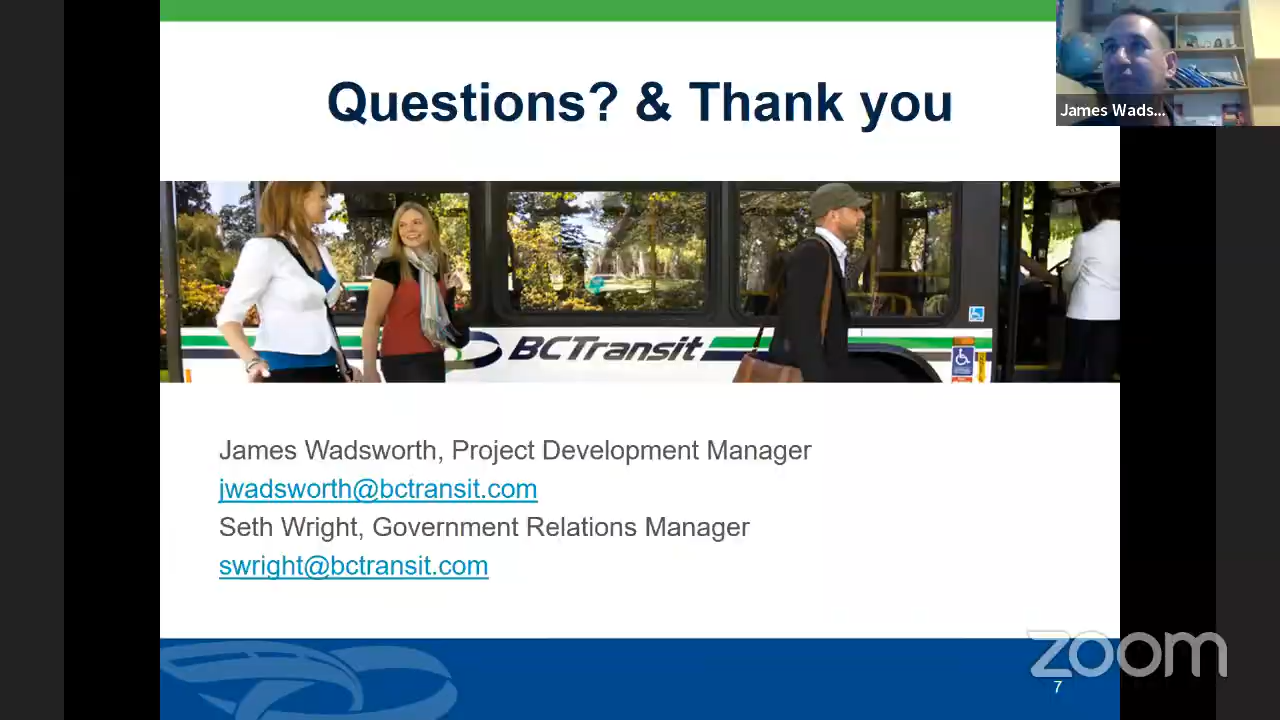 Questions? & Thank you
James Wads...
BCTransit
James Wadsworth, Project Development Manager
jwadsworth@bctransit.com
Seth Wright, Government Relations Manager
swright@bctransit.com
zoom
7